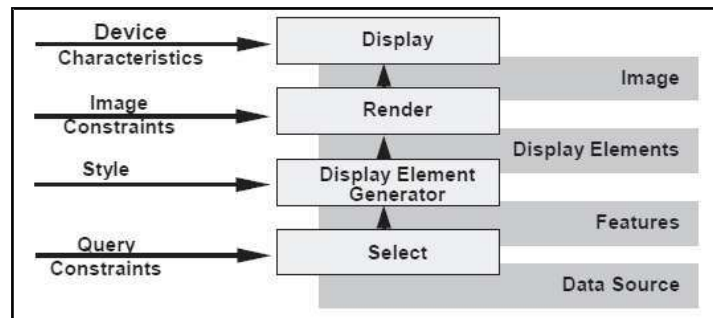 Device
Characteristics
Display
Image
Image
Constraints
Render
Display Elements
Style
Display Element
Generator
Features
Query
Constraints
Select
Data Source